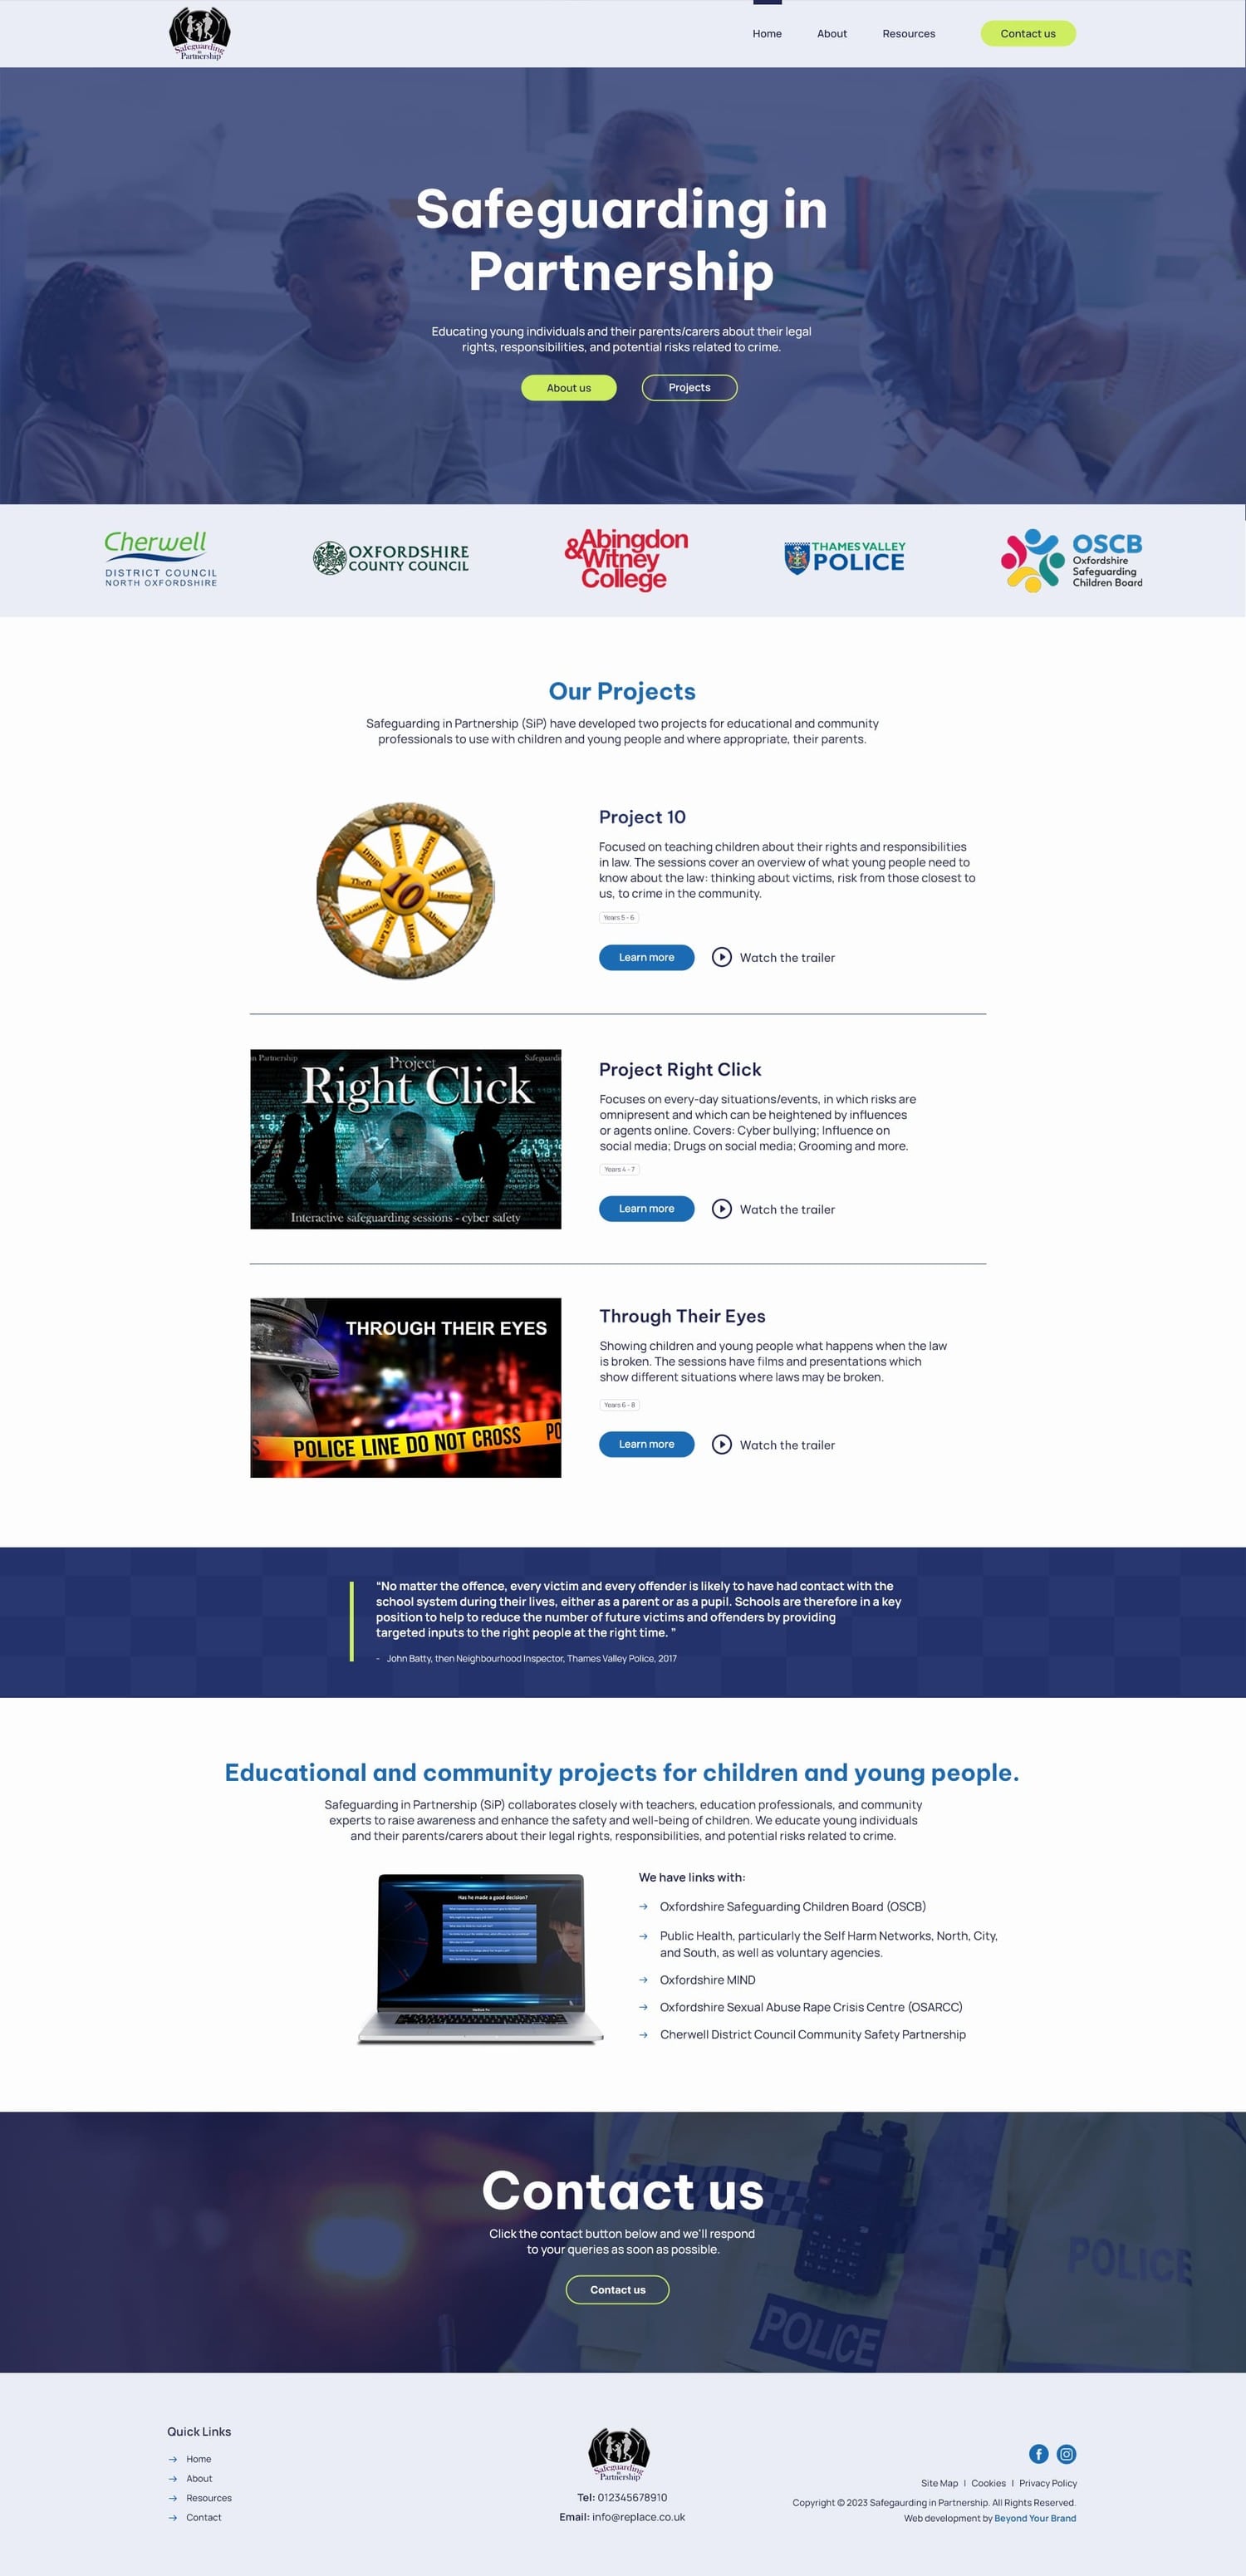 Safeguarding
in
Partnership
Home
About
Resources
Contact us
Safeguarding in
Partnership
Educating young individuals and their parents/carers about their legal
rights, responsibilities, and potential risks related to crime.
About us
Projects
Cherwell
DISTRICT COUNCIL
NORTH OXFORDSHIRE
OXFORDSHIRE
COUNTY COUNCIL
Abingdon
&Witney
College
THAMES VALLEY
POLICE
OSCB
Oxfordshire
Safeguarding
Children Board
Our Projects
Safeguarding in Partnership (SiP) have developed two projects for educational and community
professionals to use with children and young people and where appropriate, their parents.
10
Knives
Respect
Victim
Home
Abuse
Hate
Age Law
Vandalism
Theft
Drugs
Project 10
Focused on teaching children about their rights and responsibilities
in law. The sessions cover an overview of what young people need to
know about the law: thinking about victims, risk from those closest to
us, to crime in the community.
Years 5 - 6
Learn more
Watch the trailer
n Partnership
Project
Safeguardi
Right Click
Interactive safeguarding sessions - cyber safety
Project Right Click
Focuses on every-day situations/events, in which risks are
omnipresent and which can be heightened by influences
or agents online. Covers: Cyber bullying; Influence on
social media; Drugs on social media; Grooming and more.
Years 4 - 7
Learn more
Watch the trailer
THROUGH THEIR EYES
S POLICE LINE DO NOT CROSS PO
Through Their Eyes
Showing children and young people what happens when the law
is broken. The sessions have films and presentations which
show different situations where laws may be broken.
Years 6 - 8
Learn more
Watch the trailer
“No matter the offence, every victim and every offender is likely to have had contact with the
school system during their lives, either as a parent or as a pupil. Schools are therefore in a key
position to help to reduce the number of future victims and offenders by providing
targeted inputs to the right people at the right time. ”
- John Batty, then Neighbourhood Inspector, Thames Valley Police, 2017
Educational and community projects for children and young people.
Safeguarding in Partnership (SiP) collaborates closely with teachers, education professionals, and community
experts to raise awareness and enhance the safety and well-being of children. We educate young individuals
and their parents/carers about their legal rights, responsibilities, and potential risks related to crime.
Has he made a good decision?
MacBook Pro
We have links with:
Oxfordshire Safeguarding Children Board (OSCB)
Public Health, particularly the Self Harm Networks, North, City,
and South, as well as voluntary agencies.
Oxfordshire MIND
Oxfordshire Sexual Abuse Rape Crisis Centre (OSARCC)
Cherwell District Council Community Safety Partnership
Contact us
Click the contact button below and we'll respond
to your queries as soon as possible.
Contact us
POLICE
POLICE
Quick Links
Home
About
Resources
Contact
Safeguarding
in
Partnership
Tel: 012345678910
Email: info@replace.co.uk
Site Map | Cookies | Privacy Policy
Copyright © 2023 Safegaurding in Partnership. All Rights Reserved.
Web development by Beyond Your Brand